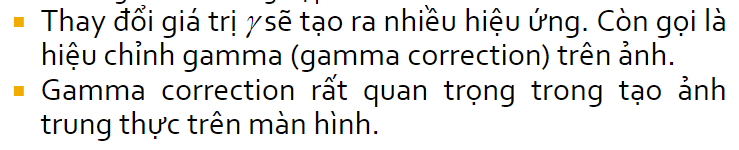 Thay đổi giá trị γ sẽ tạo ra nhiều hiệu ứng. Còn gọi là
hiệu chỉnh gamma (gamma correction) trên ảnh.
Gamma correction rất quan trọng trong tạo ảnh
trung thực trên màn hình.